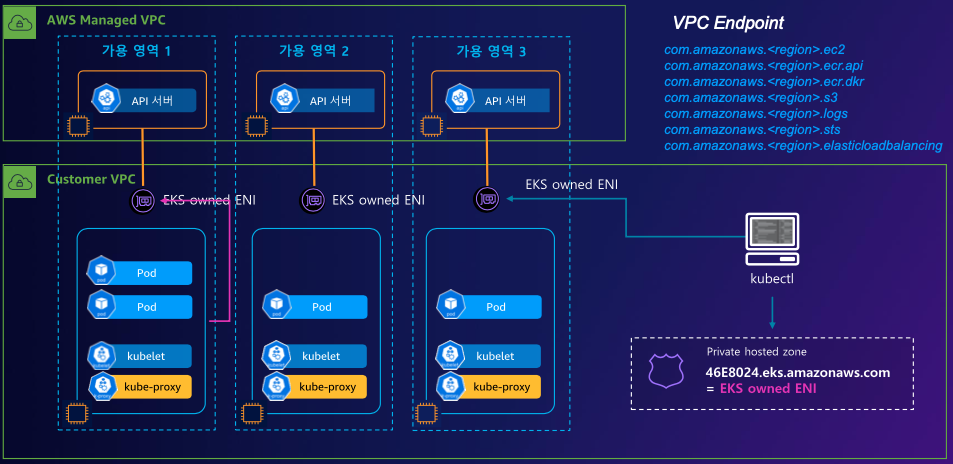 AWS Managed VPC
가용 영역 1
가용 영역 2
가용 영역 3
API 서버
API 서버
API 서버
VPC Endpoint
com.amazonaws.<region>.ec2
com.amazonaws.<region>.ecr.api
com.amazonaws.<region>.ecr.dkr
com.amazonaws.<region>.s3
com.amazonaws.<region>.logs
com.amazonaws.<region>.sts
com.amazonaws.<region>.elasticloadbalancing
Customer VPC
EKS owned ENI
EKS owned ENI
EKS owned ENI
kubectl
Pod
Pod
kubelet
kube-proxy
Pod
kubelet
kube-proxy
Pod
kubelet
kube-proxy
Private hosted zone
46E8024.eks.amazonaws.com
= EKS owned ENI